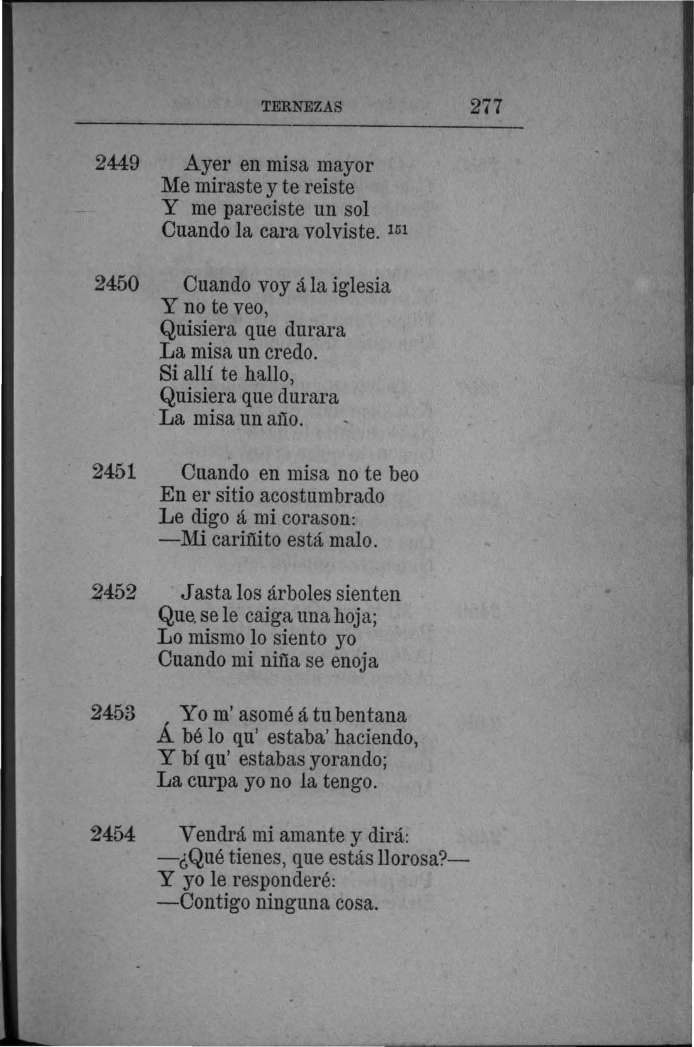 TERNEZAS 277
2449 Ayer en misa mayor
Me miraste y te reiste
Y me pareciste un sol
Cuando la cara volviste. 151
2450 Cuando voy á la iglesia
Y no te veo,
Quisiera que durara
La misa un credo.
Si allí te hallo,
Quisiera que durara
La misa un año.
2451 Cuando en misa no te beo
En er sitio acostumbrado
Le digo á mi corason:
—Mi cariñito está malo.
2452 Jasta los árboles sienten
Que se le caiga una hoja;
Lo mismo lo siento yo
Cuando mi niña se enoja
2453 Yo m' asomé á tu bentana
Á bé lo qu' estaba' haciendo,
Y bí qu' estabas yorando;
La curpa yo no la tengo.
2454 Vendrá mi amante y dirá:
—¿Qué tienes, que estás llorosa?—
Y yo le responderé:
—Contigo ninguna cosa.